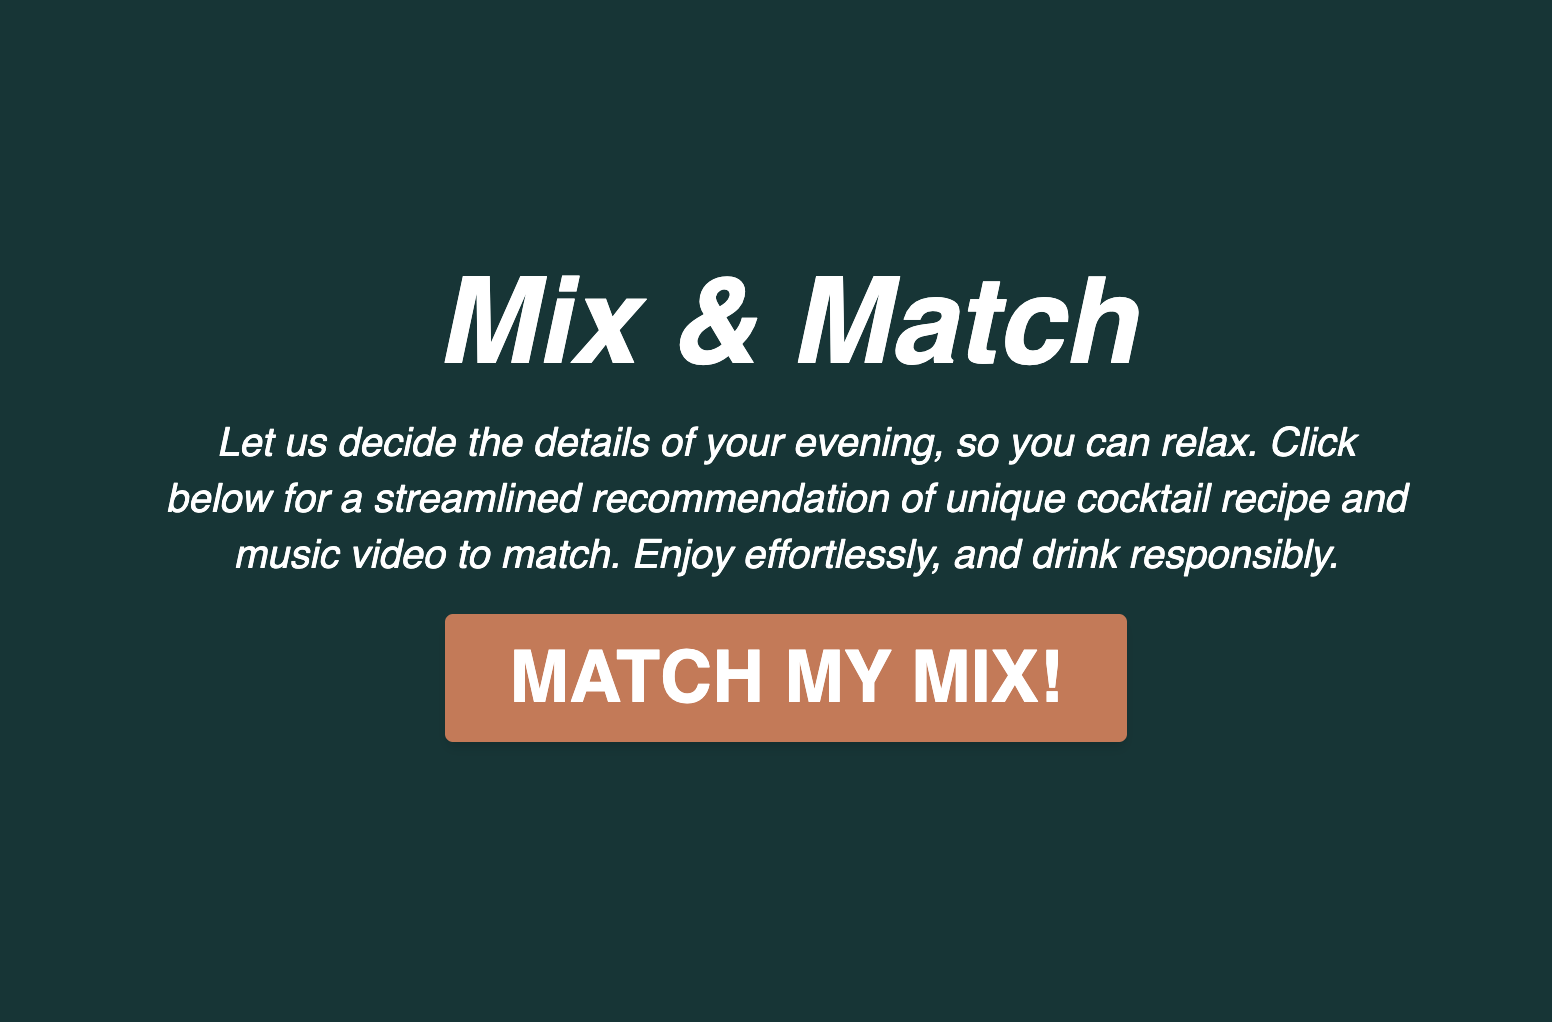 Mix & Match
Let us decide the details of your evening, so you can relax. Click
below for a streamlined recommendation of unique cocktail recipe and
music video to match. Enjoy effortlessly, and drink responsibly.
MATCH MY MIX!